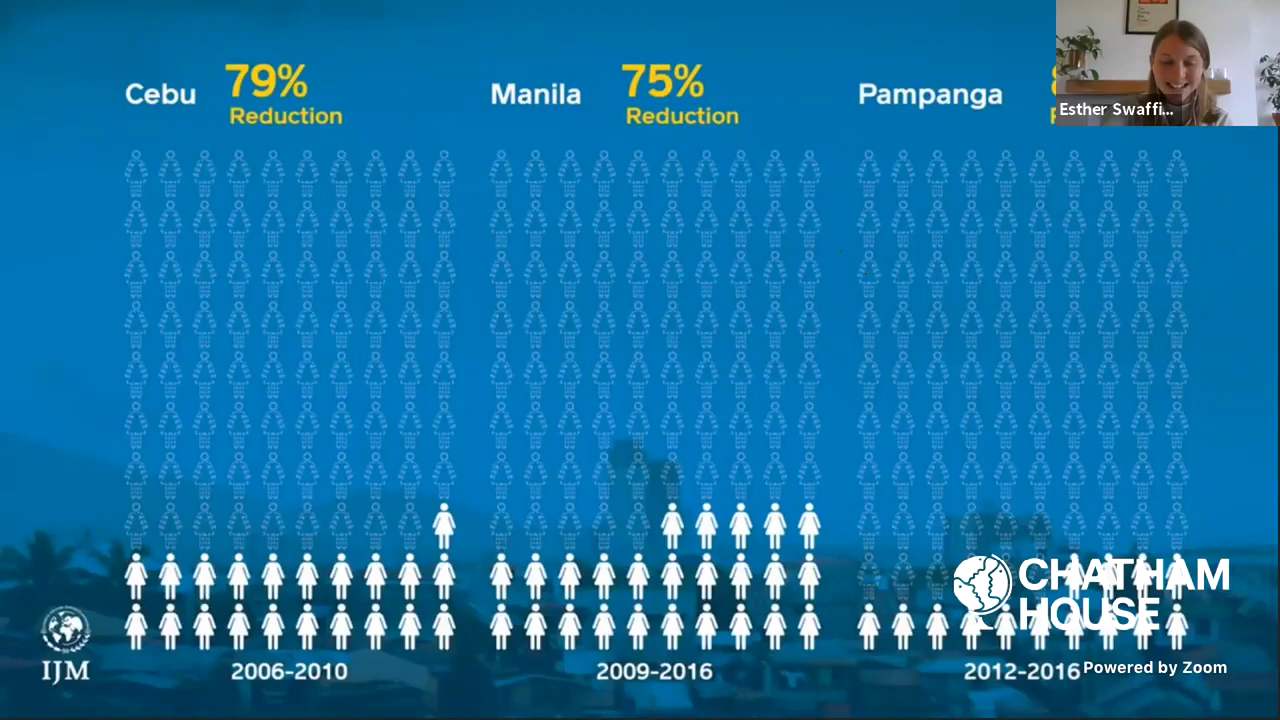 Cebu
79%
Reduction
Manila
75%
Reduction
Pampanga
Esther Swaffi...
CHATHAM
HOUSE
IJM
2006-2010
2009-2016
2012-2016
Powered by Zoom